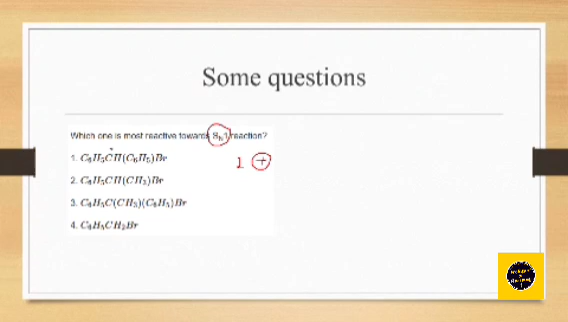 Some questions
Which one is most reactive towards S_N1 reaction?
1 +
1. C₆H₅CH(C₆H₅)Br
2. C₆H₅CH(CH₃)Br
3. C₆H₅C(CH₃)(C₆H₅)Br
4. C₆H₅CH₂Br